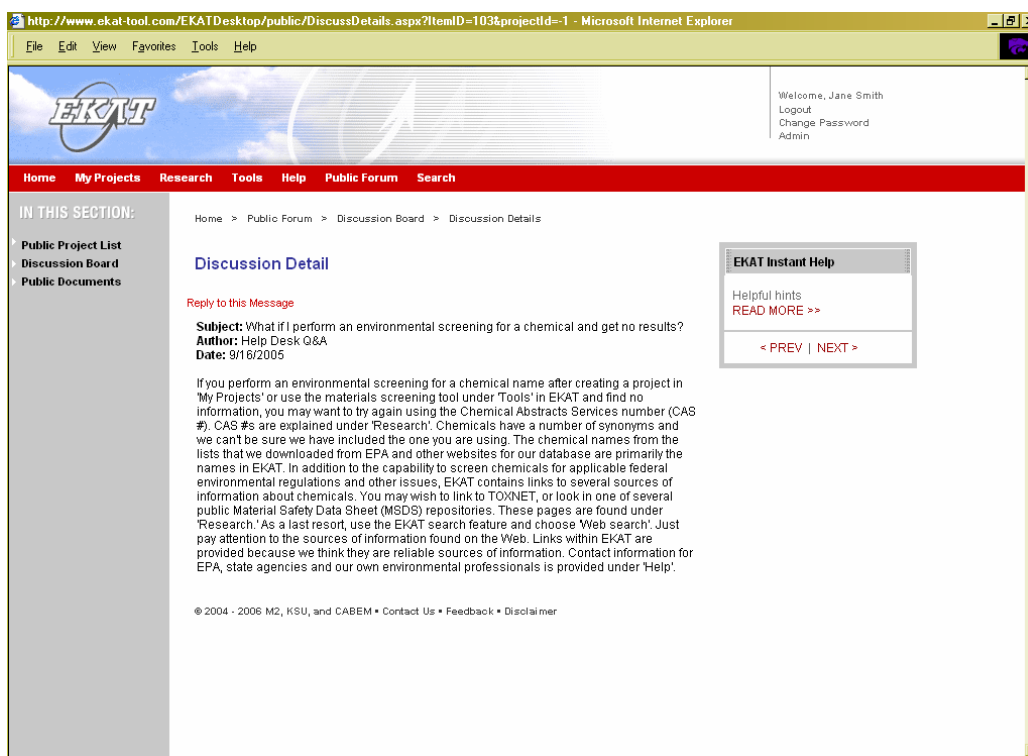 http://www.ekat-tool.com/EKATDesktop/public/DiscussDetails.aspx?ItemID=103&projectId=-1 - Microsoft Internet Explorer
File Edit View Favorites Tools Help
EKAT
Welcome, Jane Smith
Logout
Change Password
Admin
Home My Projects Research Tools Help Public Forum Search
IN THIS SECTION:
Public Project List
Discussion Board
Public Documents
Home > Public Forum > Discussion Board > Discussion Details
Discussion Detail
Reply to this Message
Subject: What if I perform an environmental screening for a chemical and get no results?
Author: Help Desk Q&A
Date: 9/16/2005
If you perform an environmental screening for a chemical name after creating a project in
'My Projects' or use the materials screening tool under 'Tools' in EKAT and find no
information, you may want to try again using the Chemical Abstracts Services number (CAS
#). CAS #s are explained under 'Research'. Chemicals have a number of synonyms and
we can't be sure we have included the one you are using. The chemical names from the
lists that we downloaded from EPA and other websites for our database are primarily the
names in EKAT. In addition to the capability to screen chemicals for applicable federal
environmental regulations and other issues, EKAT contains links to several sources of
information about chemicals. You may wish to link to TOXNET, or look in one of several
public Material Safety Data Sheet (MSDS) repositories. These pages are found under
'Research.' As a last resort, use the EKAT search feature and choose 'Web search'. Just
pay attention to the sources of information found on the Web. Links within EKAT are
provided because we think they are reliable sources of information. Contact information for
EPA, state agencies and our own environmental professionals is provided under 'Help'.
© 2004 - 2006 M2, KSU, and CABEM ▪ Contact Us ▪ Feedback ▪ Disclaimer
EKAT Instant Help
Helpful hints
READ MORE >>
< PREV | NEXT >